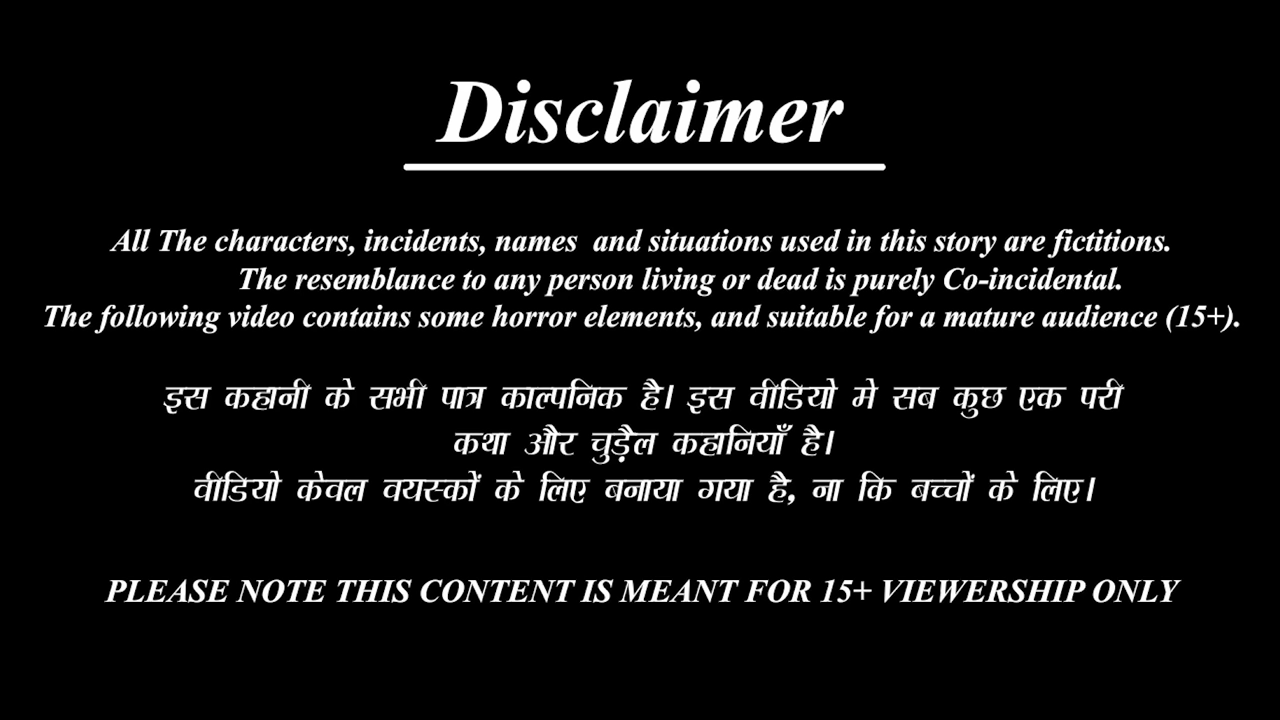 Disclaimer
All The characters, incidents, names and situations used in this story are fictitions.
The resemblance to any person living or dead is purely Co-incidental.
The following video contains some horror elements, and suitable for a mature audience (15+).
इस कहानी के सभी पात्र काल्पनिक है। इस वीडियो मे सब कुछ एक परी
कथा और चुड़ैल कहानियाँ है।
वीडियो केवल वयस्कों के लिए बनाया गया है, ना कि बच्चों के लिए।
PLEASE NOTE THIS CONTENT IS MEANT FOR 15+ VIEWERSHIP ONLY